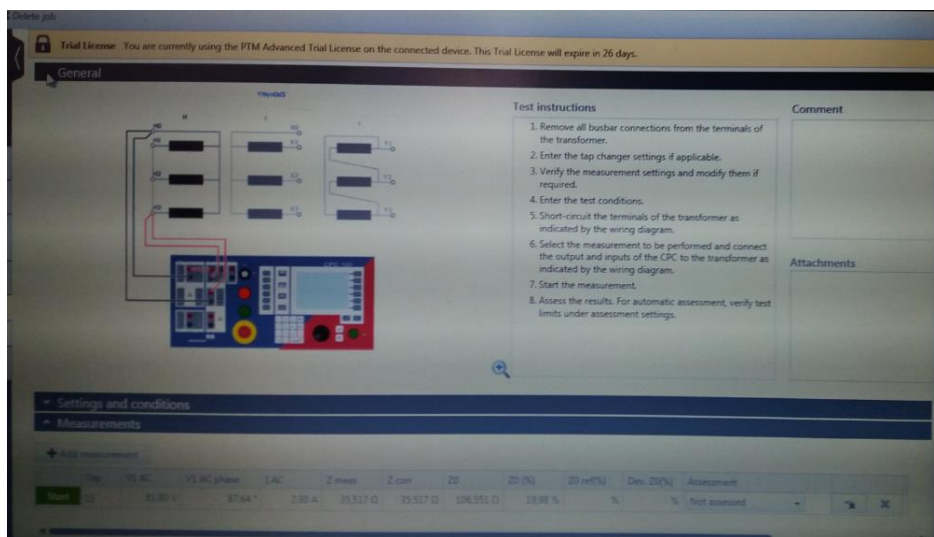 Delete job
Trial License You are currently using the PTM Advanced Trial License on the connected device. This Trial License will expire in 26 days.
General
Test instructions
1. Remove all busbar connections from the terminals of
the transformer.
2. Enter the tap changer settings if applicable.
3. Verify the measurement settings and modify them if
required.
4. Enter the test conditions.
5. Short-circuit the terminals of the transformer as
indicated by the wiring diagram.
6. Select the measurement to be performed and connect
the output and inputs of the CPC to the transformer as
indicated by the wiring diagram.
7. Start the measurement.
8. Assess the results. For automatic assessment, verify test
limits under assessment settings.
Comment
Attachments
H
H0
H1
H2
H3
CPC 100
Settings and conditions
Measurements
Add measurement
Tap V1 AC V1 AC phase I AC Z meas Z corr Z0 Z0 (%) Z0 ref(%) Dev. Z0(%) Assessment
Start 87,64 ° 2,30 A 35,517 Ω 35,517 Ω 106,551 Ω 19,98 % % % Not assessed